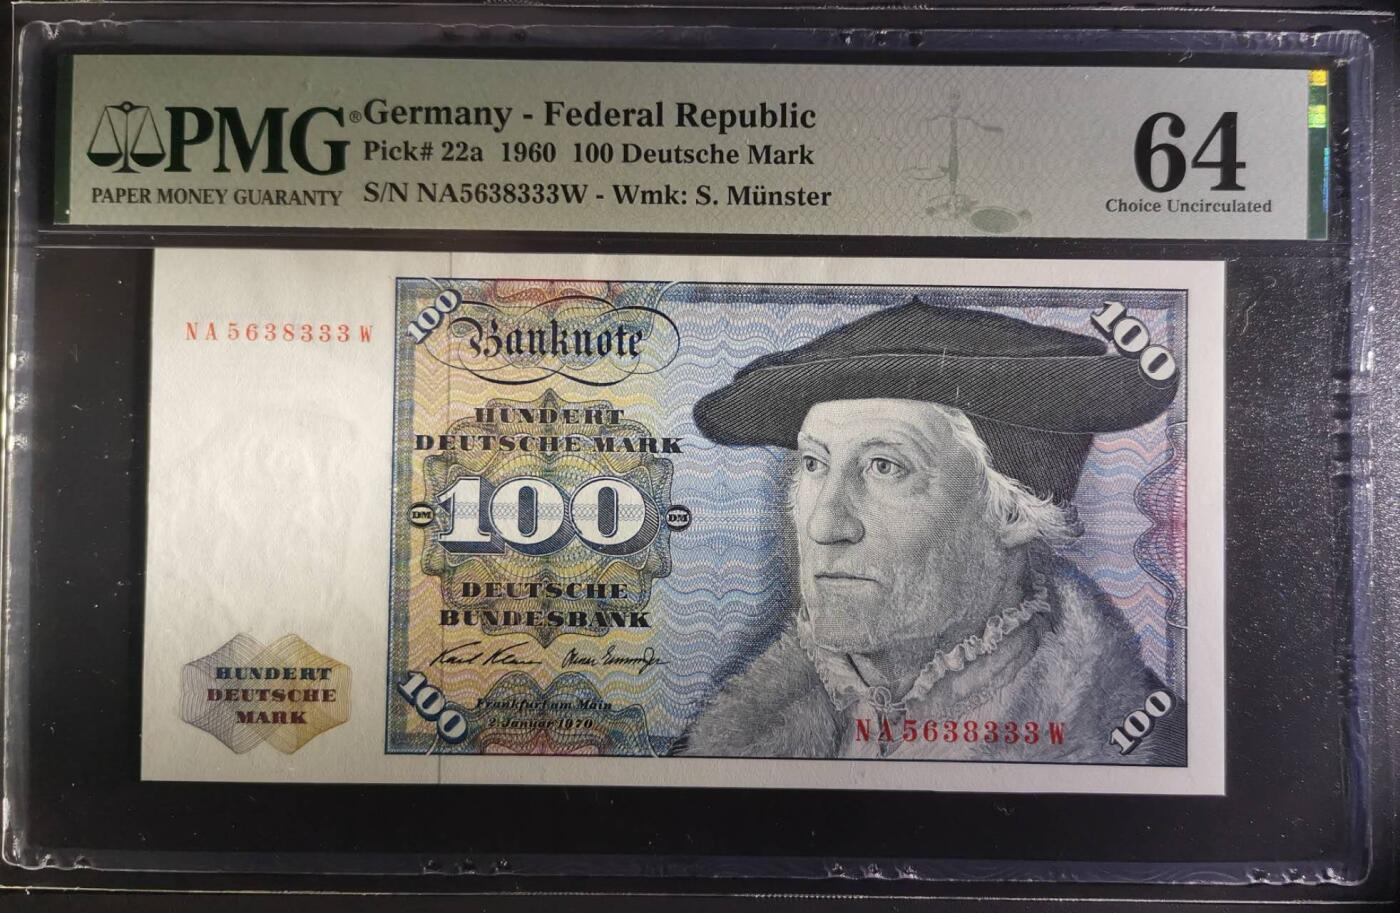 PMG®
PAPER MONEY GUARANTY
Germany - Federal Republic
Pick# 22a 1960 100 Deutsche Mark
S/N NA5638333W - Wmk: S. Münster
64
Choice Uncirculated
NA5638333W
100
Banknote
100
HUNDERT
DEUTSCHE MARK
DM 100 DM
DEUTSCHE
BUNDESBANK
Frankfurt am Main
2. Januar 1970
HUNDERT
DEUTSCHE
MARK
100
NA5638333W
100